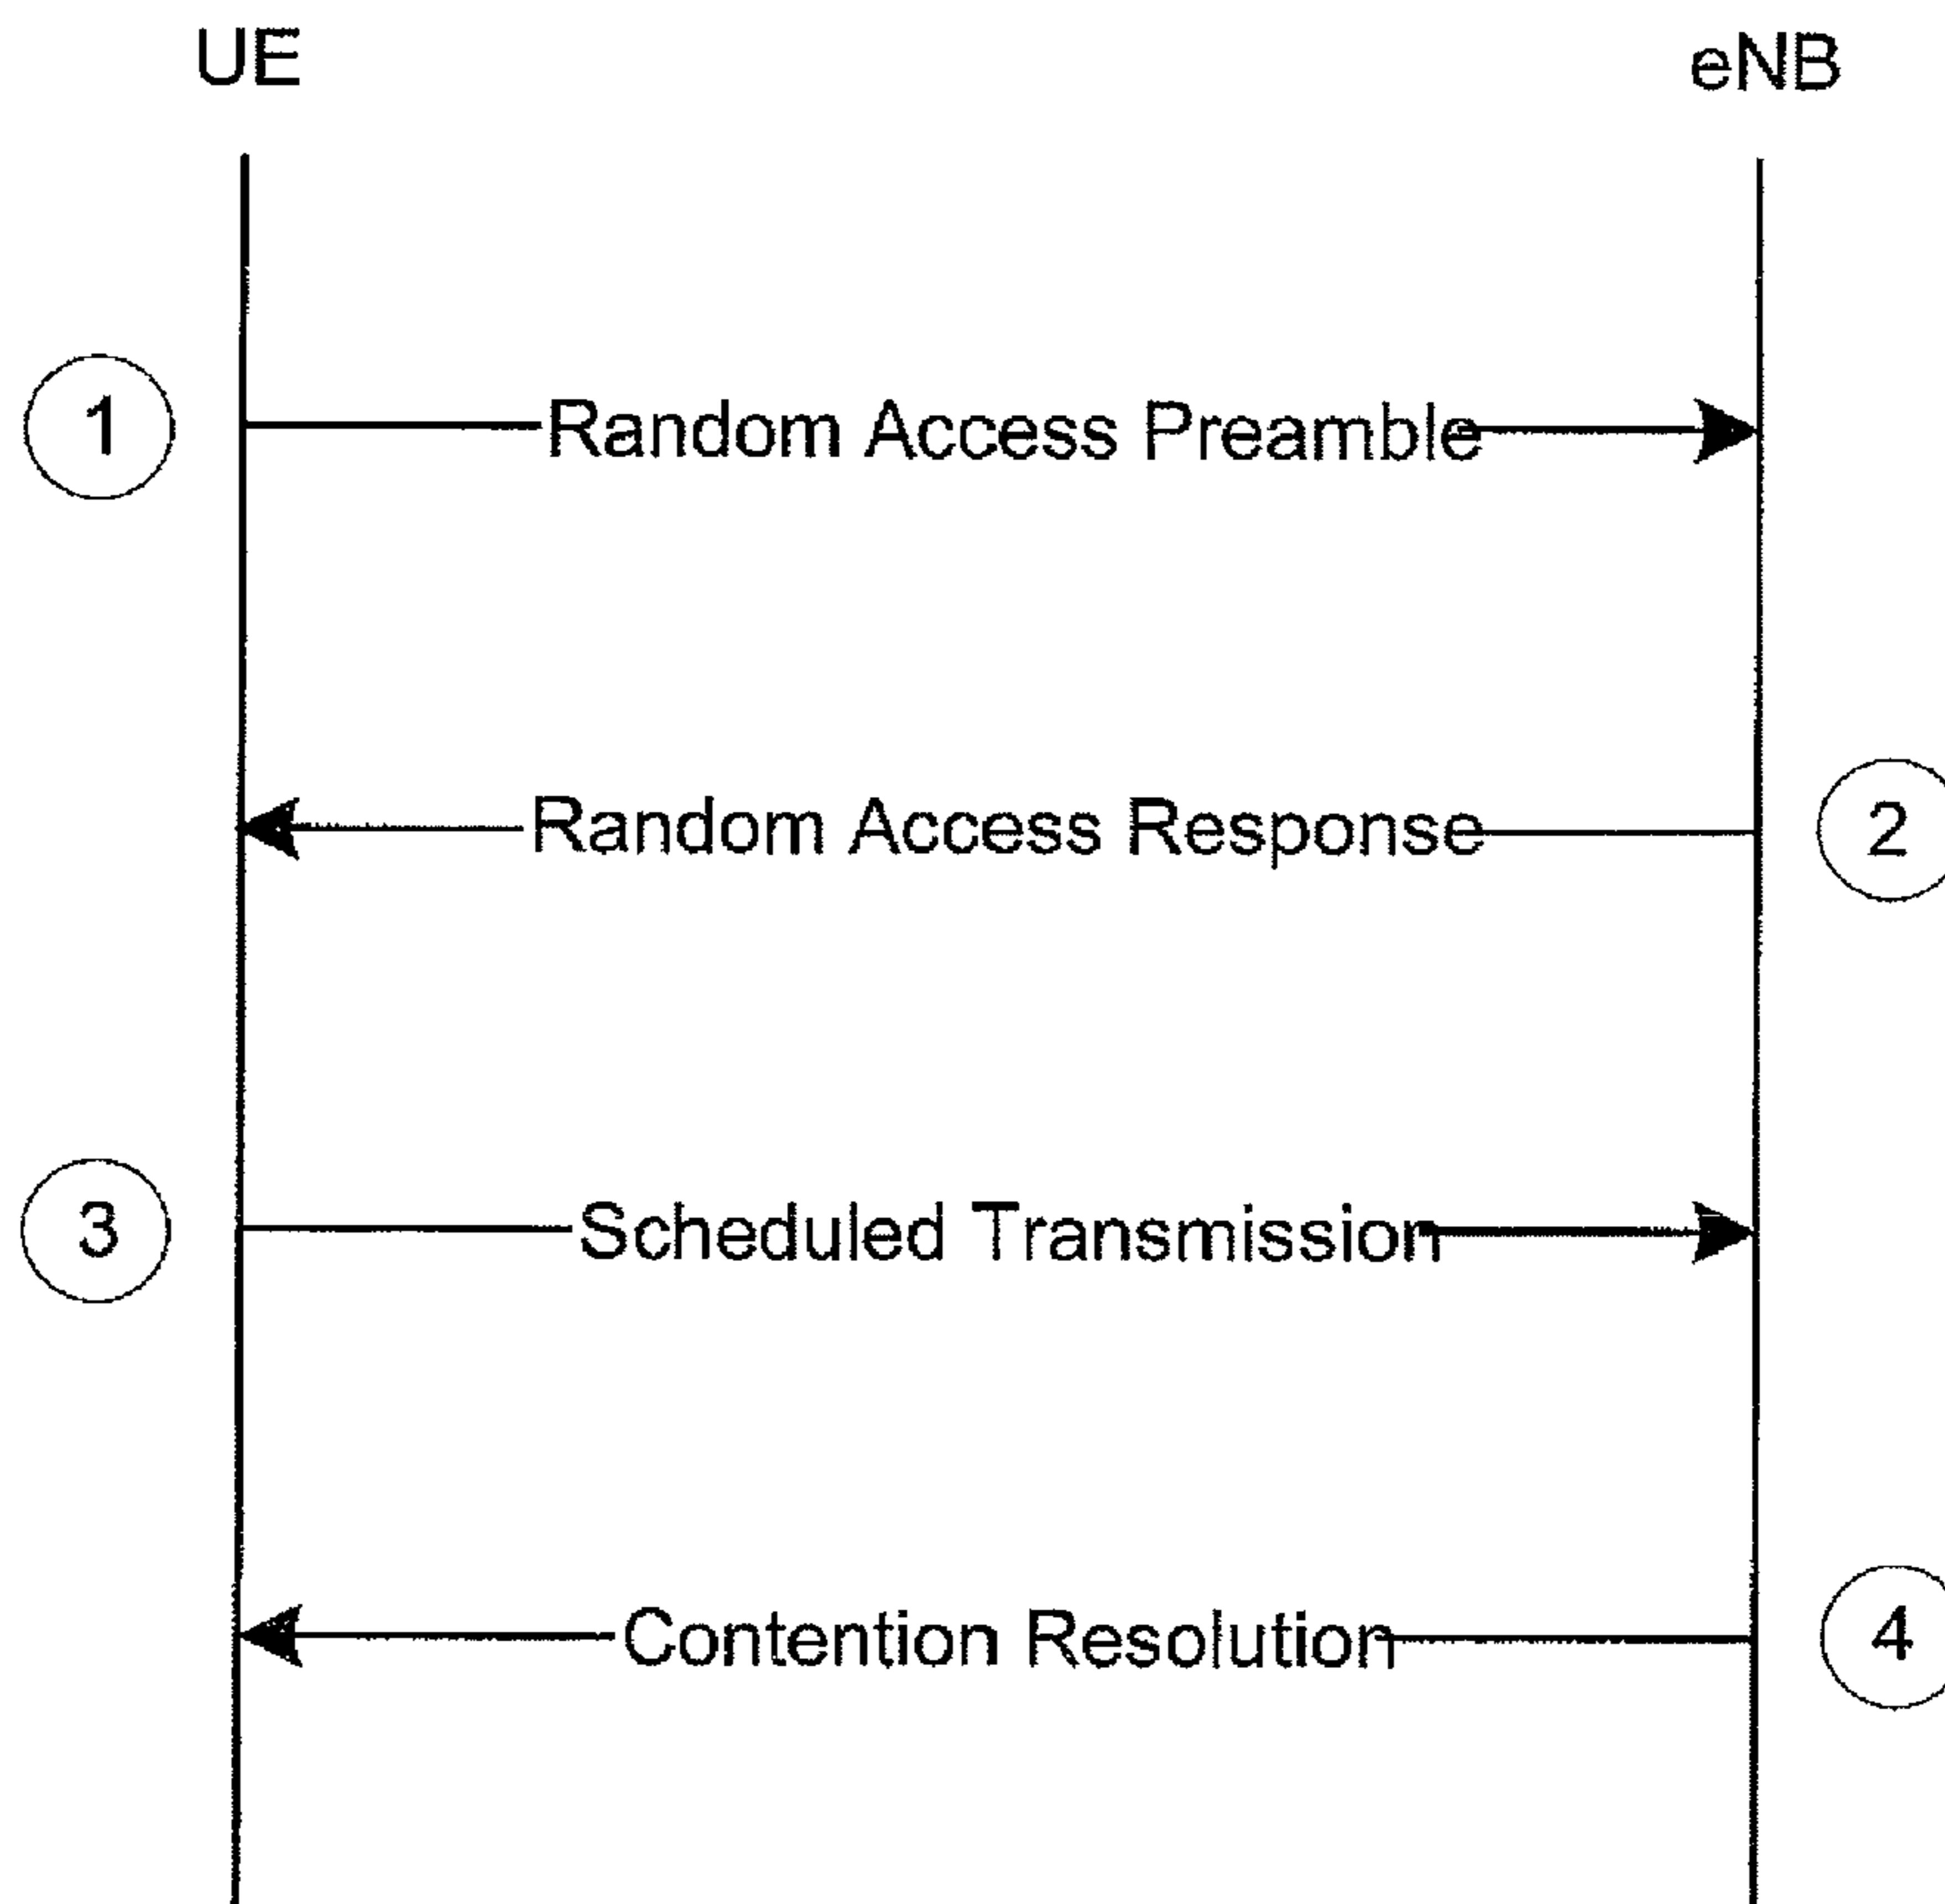 UE
eNB
1
Random Access Preamble
Random Access Response
2
3
Scheduled Transmission
Contention Resolution
4